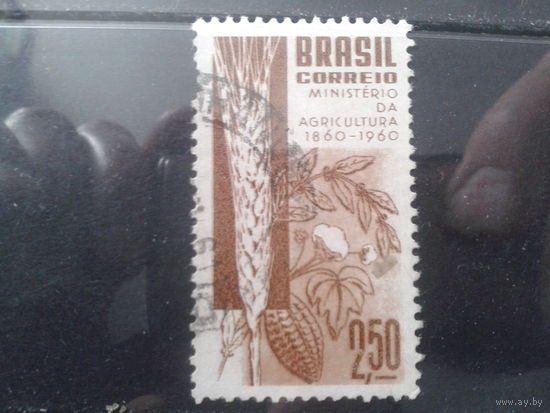 BRASIL
CORREIO
MINISTÉRIO
DA
AGRICULTURA
1860-1960
2,50
www.ay.by